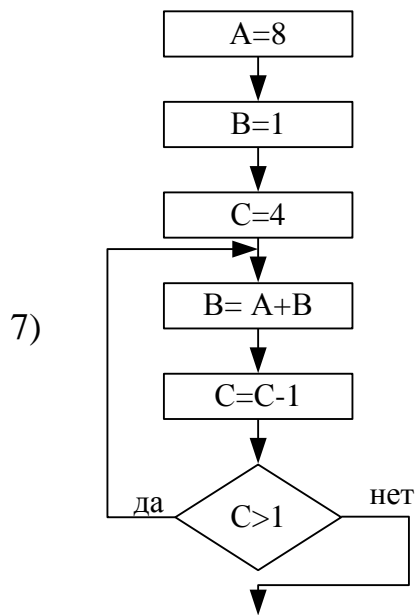 A=8
B=1
C=4
B= A+B
7)
C=C-1
да
C>1
нет